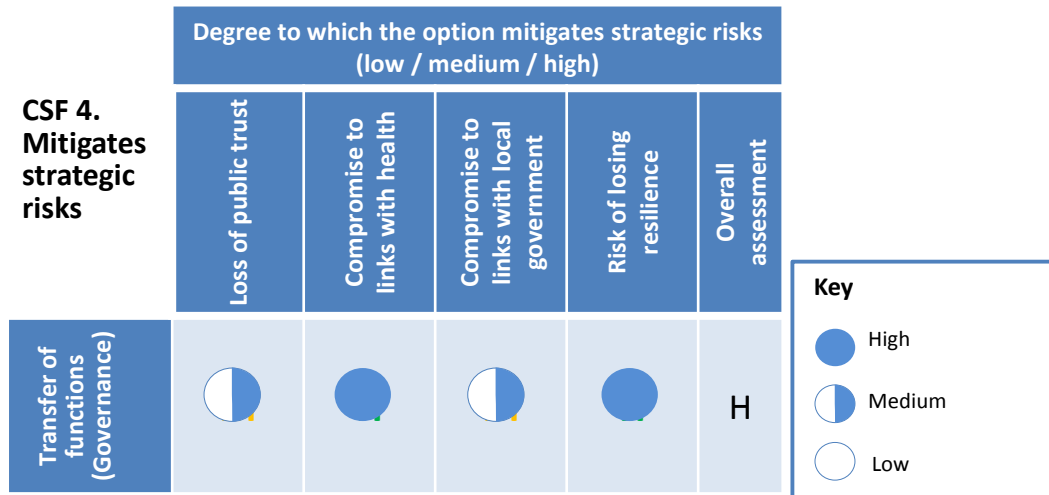 Degree to which the option mitigates strategic risks
(low / medium / high)
CSF 4.
Mitigates
strategic
risks
Loss of public trust
Compromise to
links with health
Compromise to
links with local
government
Risk of losing
resilience
Overall
assessment
Transfer of
functions
(Governance)
H
Key
High
Medium
Low